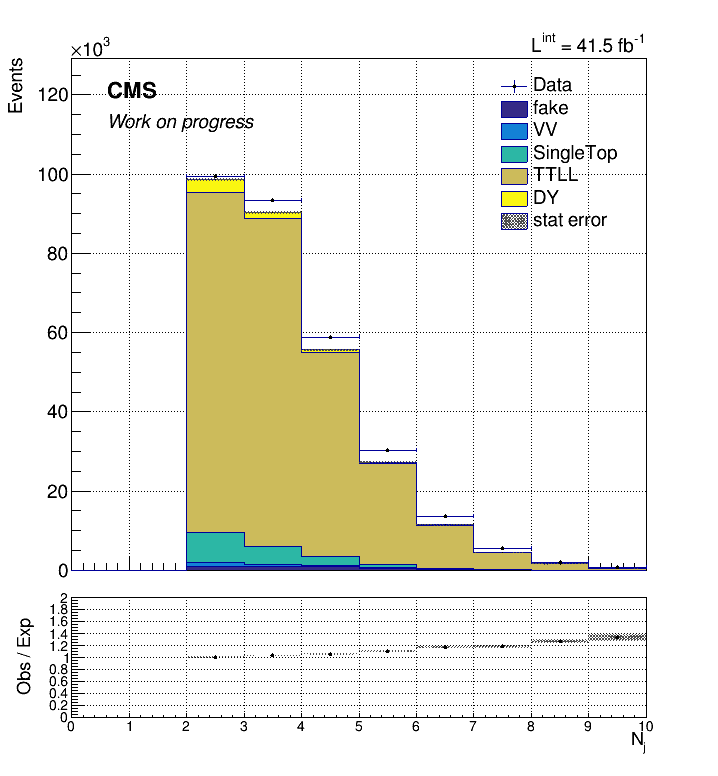 ×10³
L^int = 41.5 fb⁻¹
Events
CMS
Work on progress
Data
fake
VV
SingleTop
TTLL
DY
stat error
120
100
80
60
40
20
0
Obs / Exp
2
1.8
1.6
1.4
1.2
1
0.8
0.6
0.4
0.2
0
0 1 2 3 4 5 6 7 8 9 10
N_j